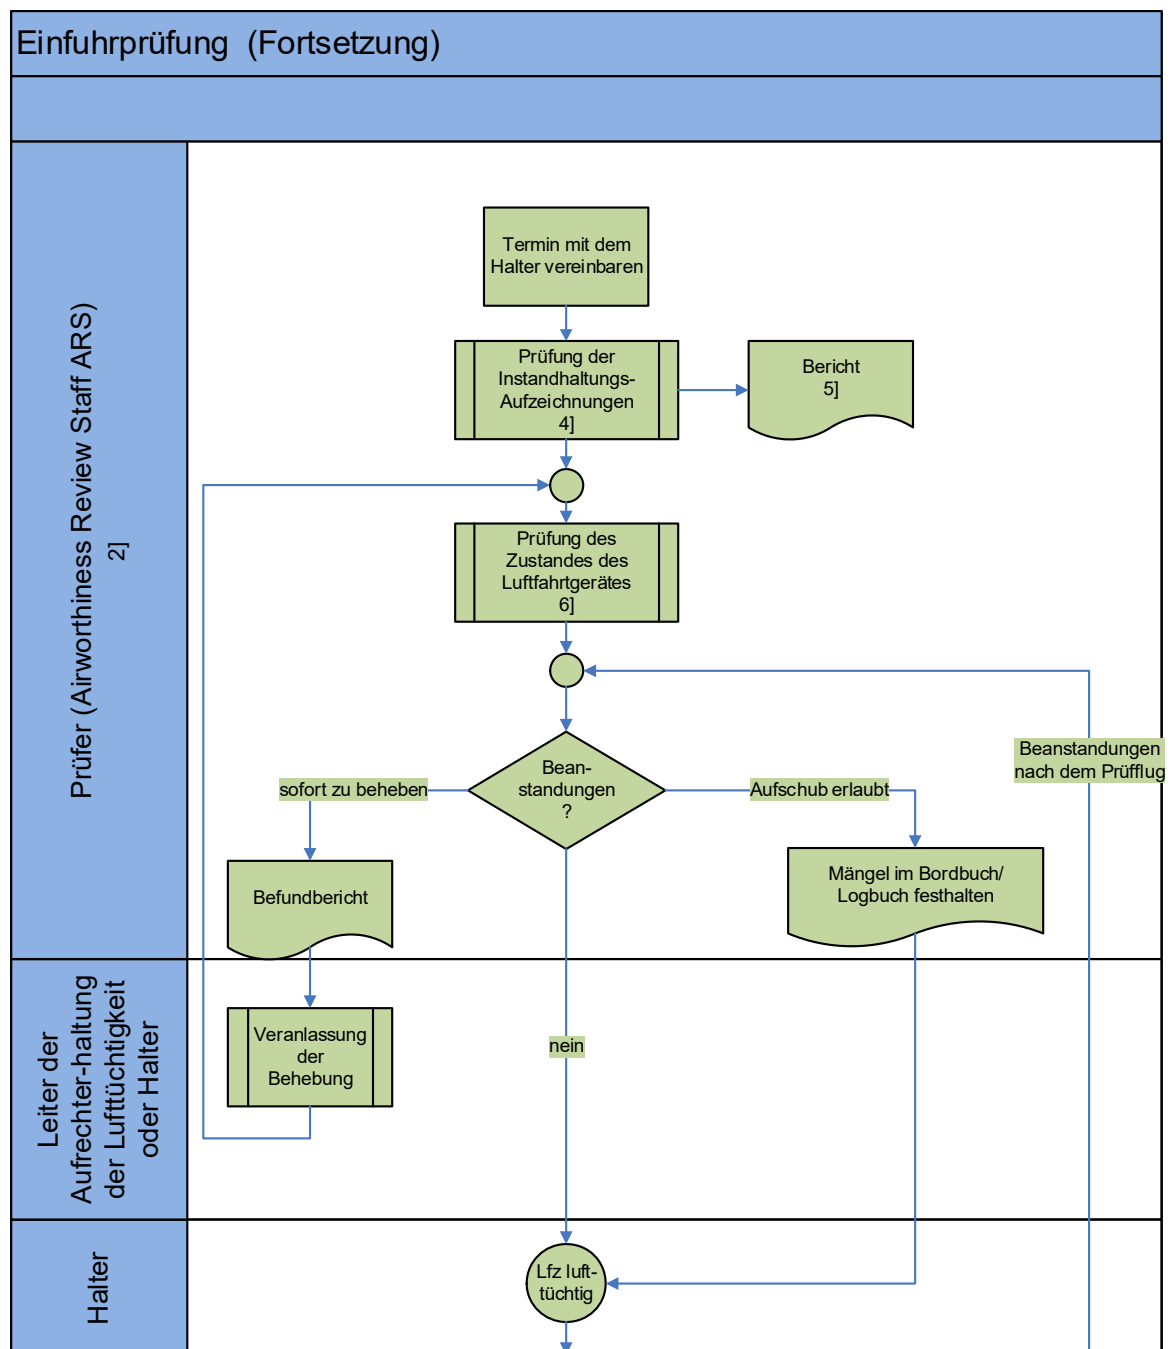 Einfuhrprüfung (Fortsetzung)
Prüfer (Airworthiness Review Staff ARS)
2]
Termin mit dem
Halter vereinbaren
Prüfung der
Instandhaltungs-
Aufzeichnungen
4]
Bericht
5]
Prüfung des
Zustandes des
Luftfahrtgerätes
6]
Beanstandungen
nach dem Prüfflug
Bean-
standungen
?
sofort zu beheben
Aufschub erlaubt
Befundbericht
Mängel im Bordbuch/
Logbuch festhalten
Leiter der
Aufrechter-haltung
der Lufttüchtigkeit
oder Halter
Veranlassung
der
Behebung
nein
Halter
Lfz luft-
tüchtig